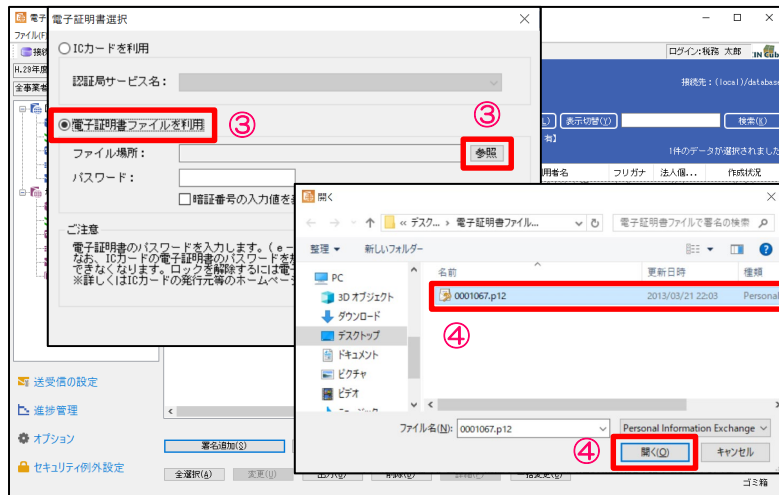 電子証明書選択
ICカードを利用
認証局サービス名：
電子証明書ファイルを利用
③
③
ファイル場所：
参照
パスワード：
暗証番号の入力値を
ご注意
電子証明書のパスワードを入力します。(ｅ－
なお、ICカードの電子証明書のパスワードを
できなくなります。ロックを解除するには電
※詳しくはICカードの発行元等のホームペー
ログイン:税務 太郎
接続先：(local)/database
表示切替(Y)
検索(K)
1件のデータが選択されました
フリガナ 法人個... 作成状況
開く
« デスク... › 電子証明書ファイル...
電子証明書ファイルで署名の検索
整理 新しいフォルダー
PC
3D オブジェクト
ダウンロード
デスクトップ
ドキュメント
ピクチャ
ビデオ
名前 更新日時 種類
0001067.p12 2013/03/21 22:03 Personal
④
ファイル名(N): 0001067.p12 Personal Information Exchange
④
開く(O) キャンセル
送受信の設定
進捗管理
オプション
セキュリティ例外設定
署名追加(S)
全選択(A) 変更(U)
ゴミ箱